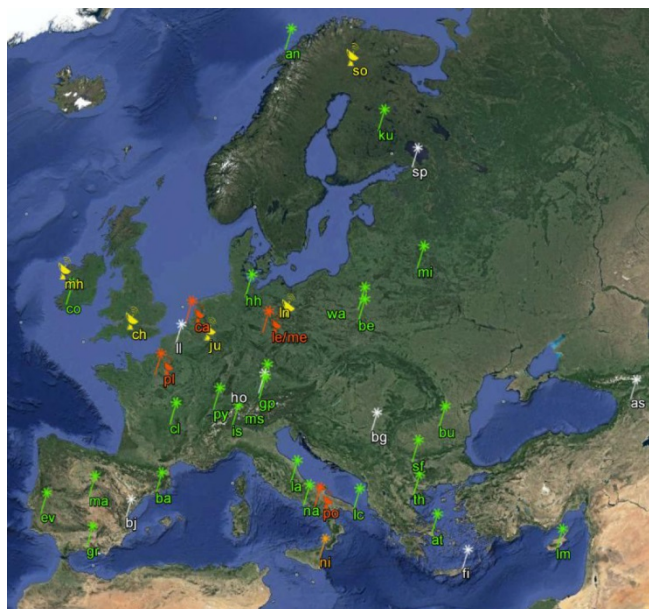 an
so
ku
sp
mi
mh
co
hh
ln
wa
be
ca
ch
ll
ju
le/me
pl
ho
gp
py
ms
cl
is
bg
bu
as
sf
la
ma
ba
na
po
lc
th
ev
bj
gr
at
lm
ni
fi